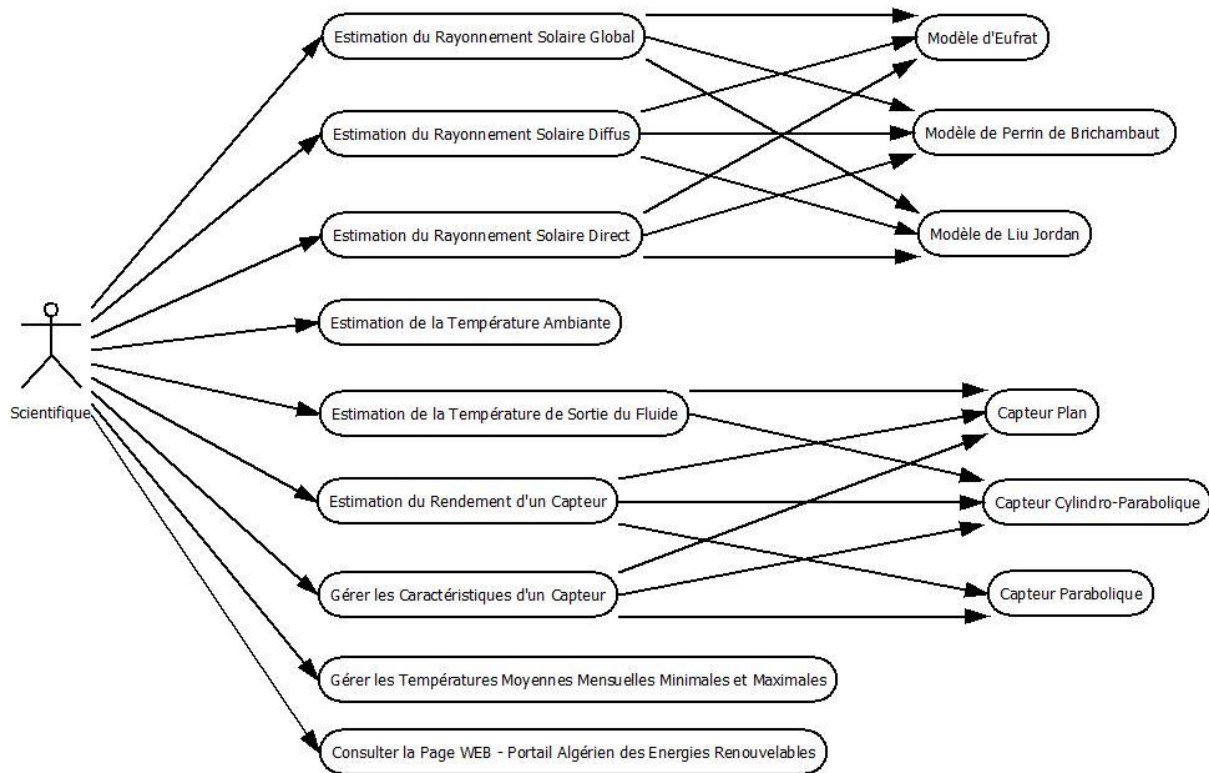 Estimation du Rayonnement Solaire Global
Modèle d'Eufrat
Estimation du Rayonnement Solaire Diffus
Modèle de Perrin de Brichambaut
Estimation du Rayonnement Solaire Direct
Modèle de Liu Jordan
Estimation de la Température Ambiante
Scientifique
Estimation de la Température de Sortie du Fluide
Capteur Plan
Estimation du Rendement d'un Capteur
Capteur Cylindro-Parabolique
Gérer les Caractéristiques d'un Capteur
Capteur Parabolique
Gérer les Températures Moyennes Mensuelles Minimales et Maximales
Consulter la Page WEB - Portail Algérien des Energies Renouvelables